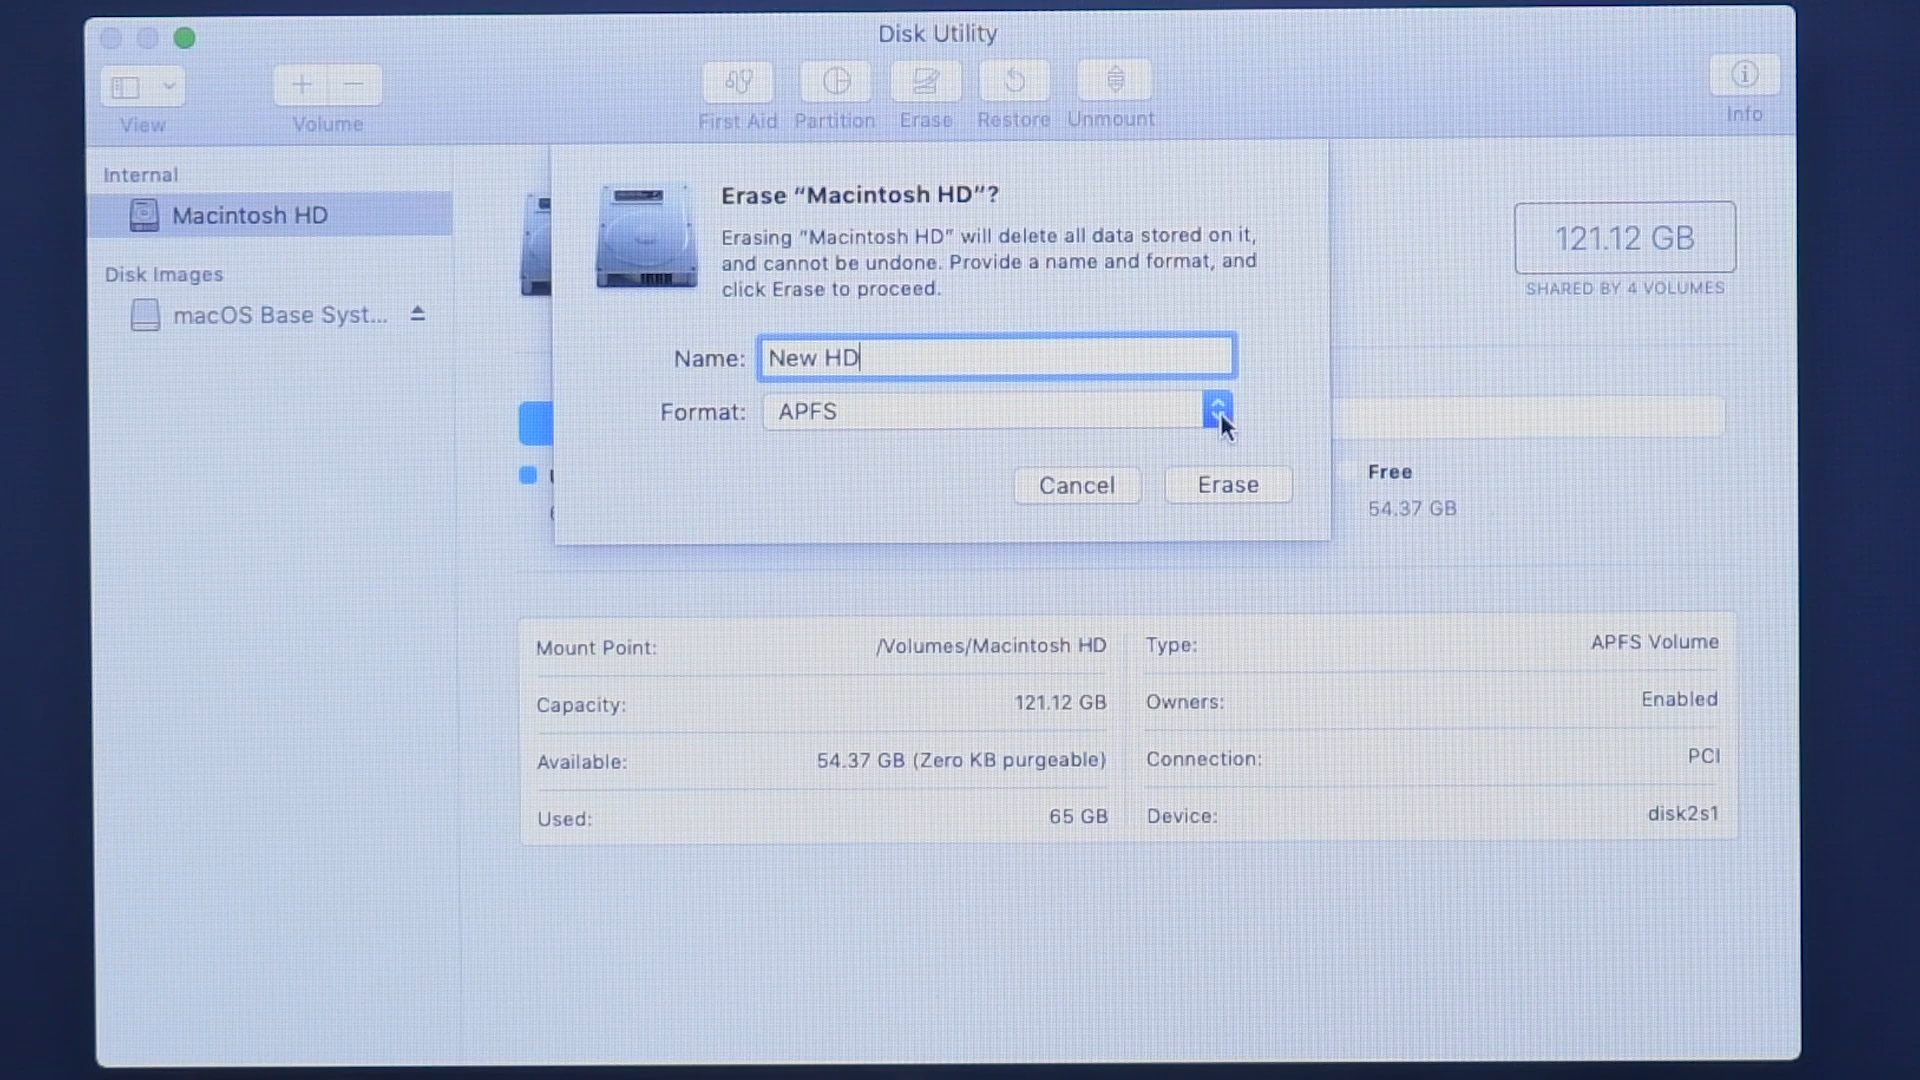 Disk Utility
View
Volume
First Aid
Partition
Erase
Restore
Unmount
Info
Internal
Macintosh HD
Disk Images
macOS Base Syst...
Erase “Macintosh HD”?
Erasing “Macintosh HD” will delete all data stored on it,
and cannot be undone. Provide a name and format, and
click Erase to proceed.
Name: New HD
Format: APFS
Cancel
Erase
121.12 GB
SHARED BY 4 VOLUMES
Free
54.37 GB
Mount Point: /Volumes/Macintosh HD
Type: APFS Volume
Capacity: 121.12 GB
Owners: Enabled
Available: 54.37 GB (Zero KB purgeable)
Connection: PCI
Used: 65 GB
Device: disk2s1